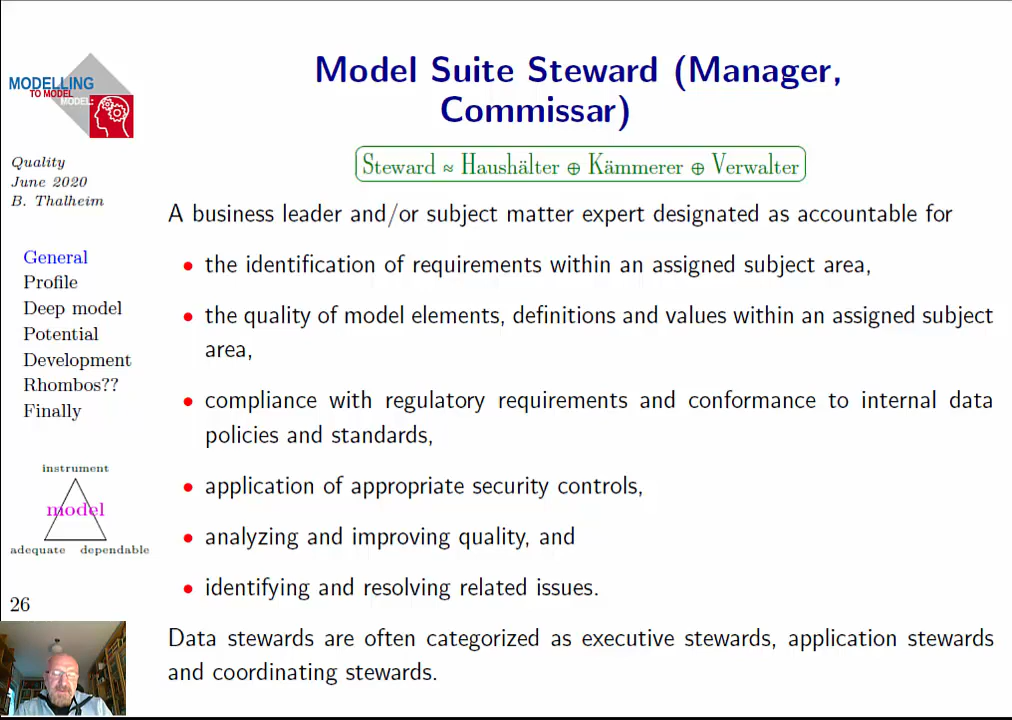 MODELLING
TO MODEL
MODEL:
Quality
June 2020
B. Thalheim
General
Profile
Deep model
Potential
Development
Rhombos??
Finally
instrument
model
adequate dependable
26
Model Suite Steward (Manager,
Commissar)
Steward ≈ Haushälter ⊕ Kämmerer ⊕ Verwalter
A business leader and/or subject matter expert designated as accountable for
• the identification of requirements within an assigned subject area,
• the quality of model elements, definitions and values within an assigned subject
area,
• compliance with regulatory requirements and conformance to internal data
policies and standards,
• application of appropriate security controls,
• analyzing and improving quality, and
• identifying and resolving related issues.
Data stewards are often categorized as executive stewards, application stewards
and coordinating stewards.